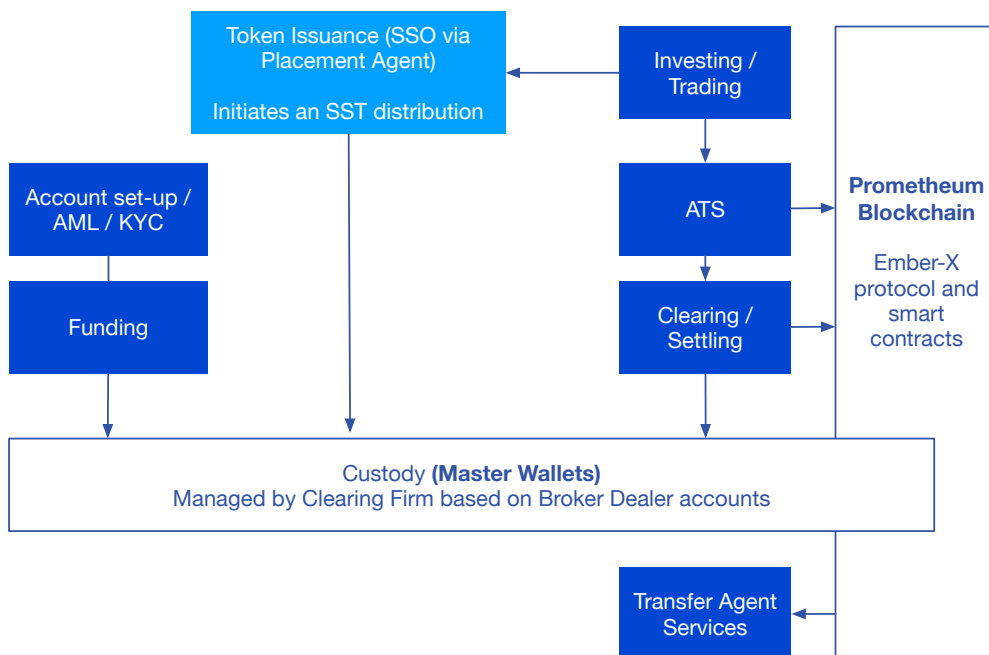 Token Issuance (SSO via
Placement Agent)
Initiates an SST distribution
Investing /
Trading
Account set-up /
AML / KYC
ATS
Prometheum
Blockchain
Ember-X
protocol and
smart
contracts
Funding
Clearing /
Settling
Custody (Master Wallets)
Managed by Clearing Firm based on Broker Dealer accounts
Transfer Agent
Services